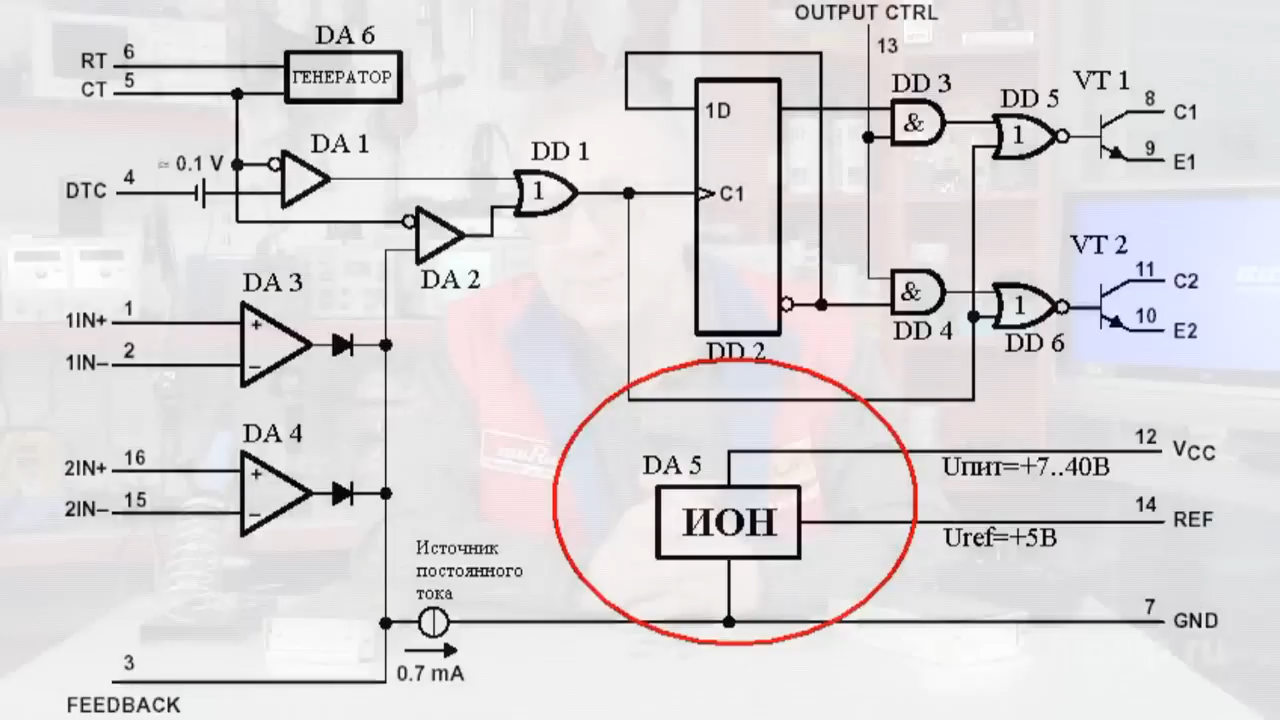 OUTPUT CTRL
13
DA 6
RT 6
ГЕНЕРАТОР
CT 5
DD 3
VT 1
DD 5
8 C1
1D
&
DA 1
≈ 0.1 V
DD 1
1
9 E1
DTC 4
1
C1
DA 2
VT 2
11 C2
DA 3
&
1
10 E2
1IN+ 1
+
DD 4
DD 6
1IN– 2
–
DD 2
DA 4
12 VCC
2IN+ 16
DA 5
Uпит=+7..40В
+
2IN– 15
–
ИОН
14 REF
Uref=+5В
Источник
постоянного
тока
7 GND
3
0.7 mA
FEEDBACK